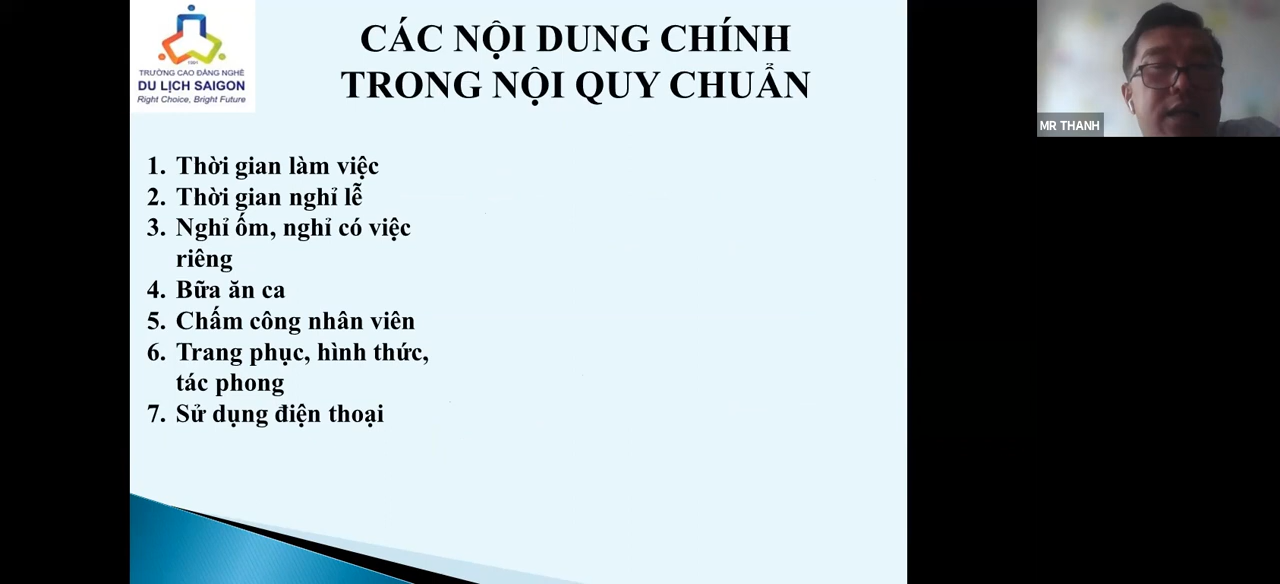 1991
TRƯỜNG CAO ĐẲNG NGHỀ
DU LỊCH SAIGON
Right Choice, Bright Future
CÁC NỘI DUNG CHÍNH
TRONG NỘI QUY CHUẨN
MR THANH
1. Thời gian làm việc
2. Thời gian nghỉ lễ
3. Nghỉ ốm, nghỉ có việc
riêng
4. Bữa ăn ca
5. Chấm công nhân viên
6. Trang phục, hình thức,
tác phong
7. Sử dụng điện thoại